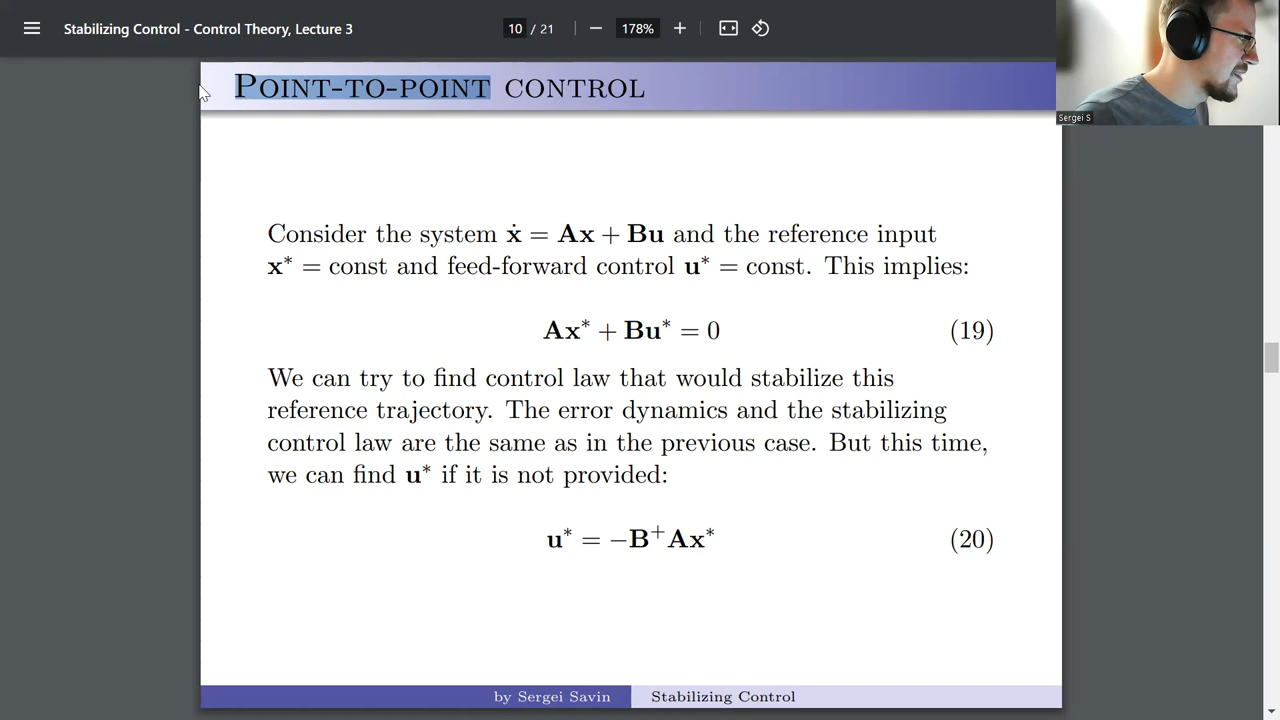 Stabilizing Control - Control Theory, Lecture 3
10 / 21
178%
Sergei S
Point-to-point control
Consider the system ẋ = Ax + Bu and the reference input
x* = const and feed-forward control u* = const. This implies:
Ax* + Bu* = 0 (19)
We can try to find control law that would stabilize this
reference trajectory. The error dynamics and the stabilizing
control law are the same as in the previous case. But this time,
we can find u* if it is not provided:
u* = −B⁺Ax* (20)
by Sergei Savin
Stabilizing Control